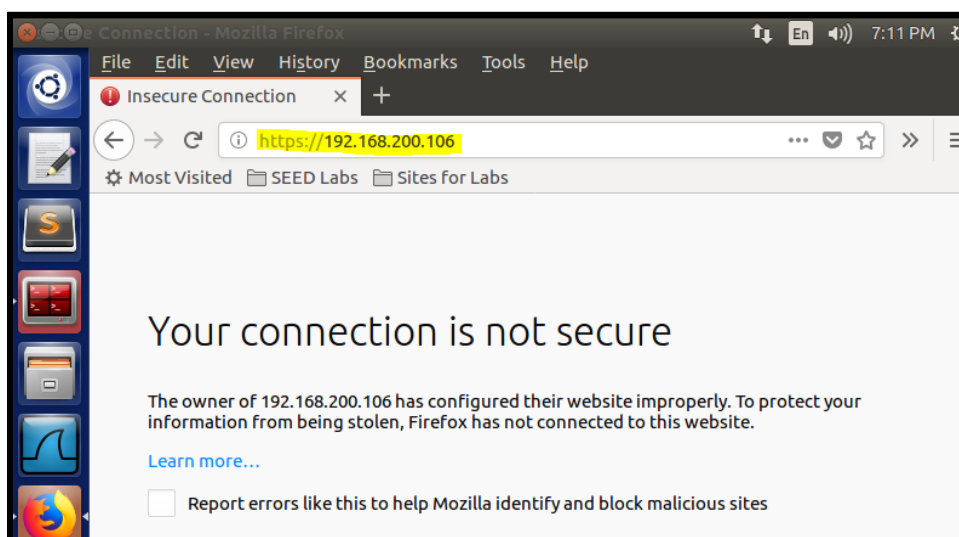 e Connection - Mozilla Firefox
En 7:11 PM
File Edit View History Bookmarks Tools Help
Insecure Connection
https://192.168.200.106
Most Visited SEED Labs Sites for Labs
Your connection is not secure
The owner of 192.168.200.106 has configured their website improperly. To protect your
information from being stolen, Firefox has not connected to this website.
Learn more…
Report errors like this to help Mozilla identify and block malicious sites